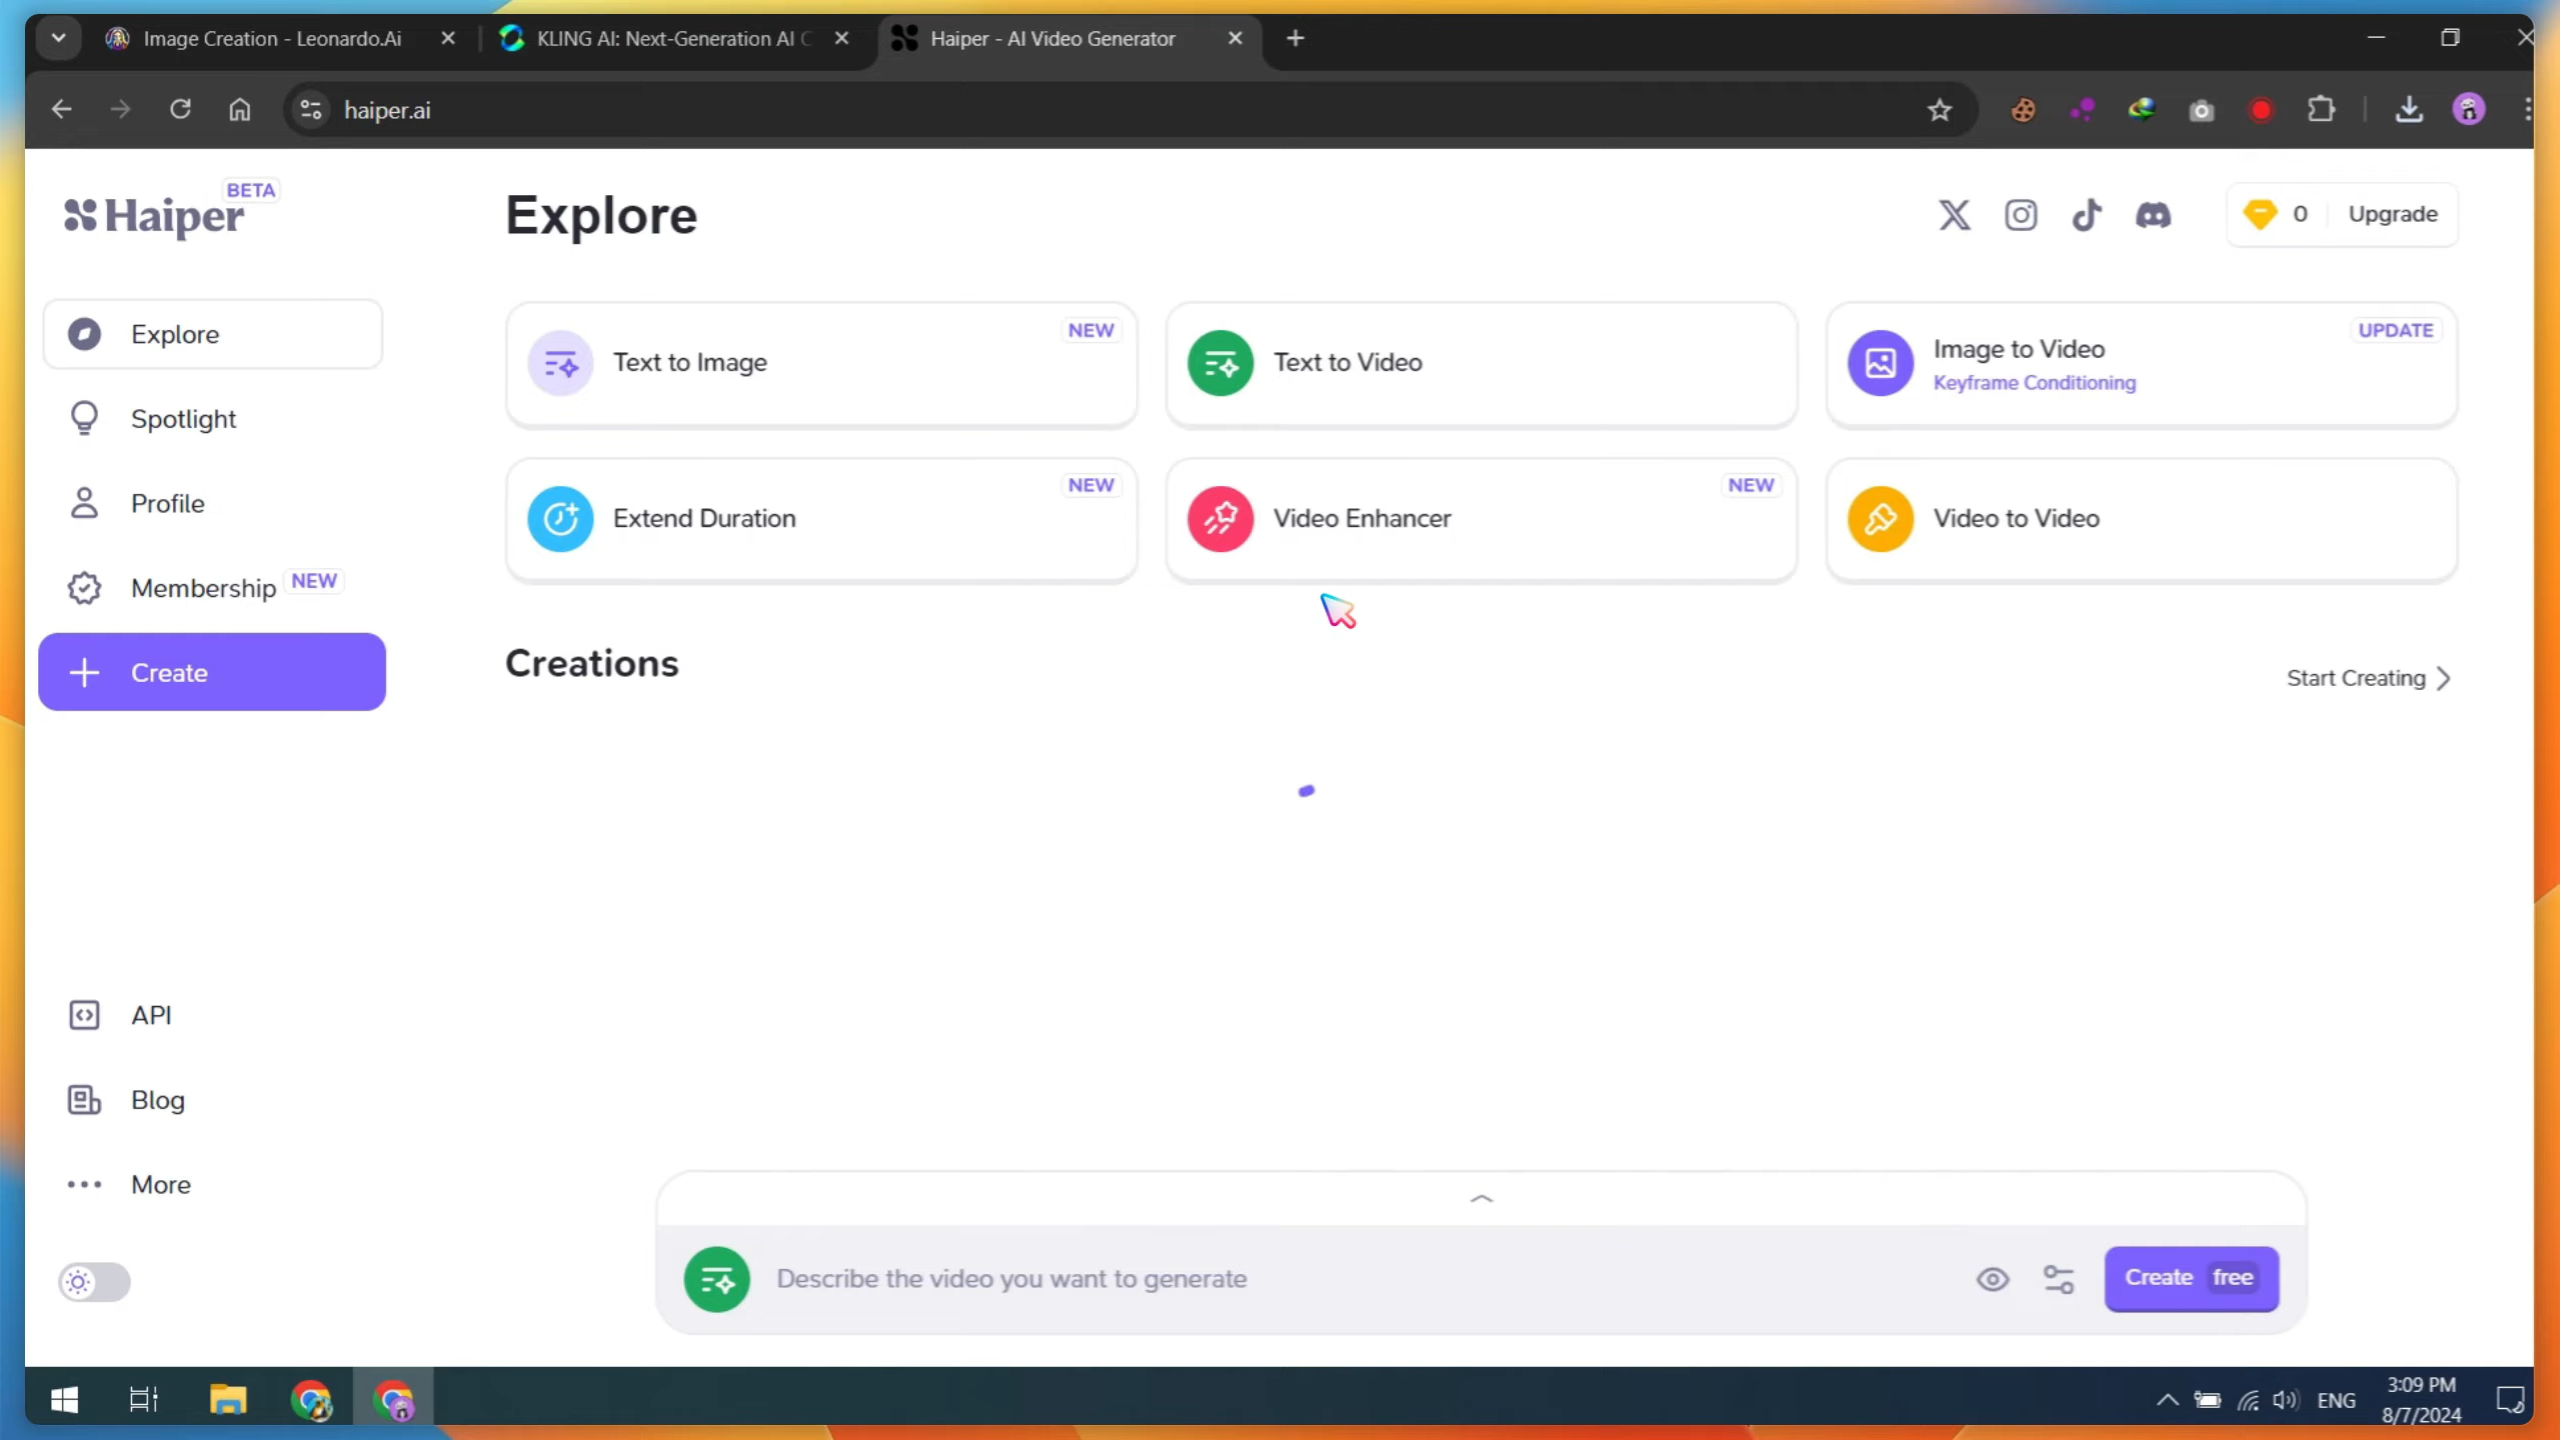 Image Creation - Leonardo.Ai
KLING AI: Next-Generation AI C
Haiper - AI Video Generator
haiper.ai
Haiper
BETA
Explore
0
Upgrade
Explore
Spotlight
Profile
Membership
NEW
Create
Text to Image
NEW
Text to Video
Image to Video
Keyframe Conditioning
UPDATE
Extend Duration
NEW
Video Enhancer
NEW
Video to Video
Creations
Start Creating
API
Blog
More
Describe the video you want to generate
Create free
ENG
3:09 PM
8/7/2024